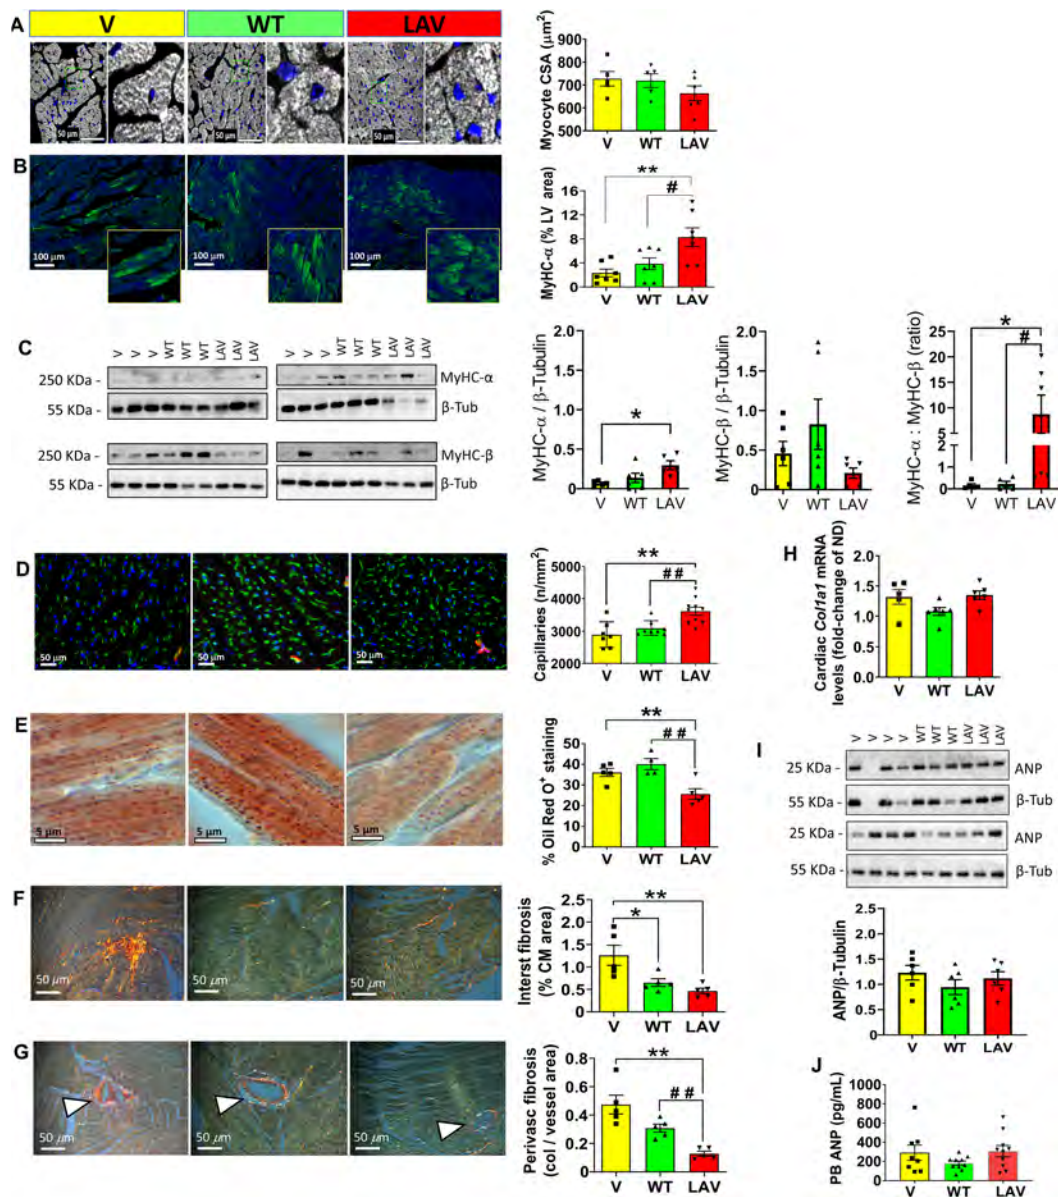 A
V
WT
LAV
50 µm
50 µm
50 µm
Myocyte CSA (µm²)
900
800
700
600
500
V
WT
LAV
B
100 µm
100 µm
100 µm
MyHC-α (% LV area)
16
12
8
4
0
**
#
V
WT
LAV
C
V V V WT WT WT LAV LAV LAV
V V V WT WT WT LAV LAV LAV
250 KDa -
MyHC-α
55 KDa -
β-Tub
250 KDa -
MyHC-β
55 KDa -
β-Tub
MyHC-α / β-Tubulin
2.0
1.5
1.0
0.5
0.0
*
V
WT
LAV
MyHC-β / β-Tubulin
2.0
1.5
1.0
0.5
0.0
V
WT
LAV
MyHC-α : MyHC-β (ratio)
25
20
15
10
5
2
1
0
*
#
V
WT
LAV
D
50 µm
50 µm
50 µm
Capillaries (n/mm²)
5000
4000
3000
2000
**
# #
V
WT
LAV
H
Cardiac Col1a1 mRNA
levels (fold-change of ND)
2.0
1.5
1.0
0.5
0.0
V
WT
LAV
E
5 µm
5 µm
5 µm
% Oil Red O⁺ staining
50
40
30
20
10
0
**
# #
V
WT
LAV
I
V V V V WT WT WT LAV LAV LAV
25 KDa -
ANP
55 KDa -
β-Tub
25 KDa -
ANP
55 KDa -
β-Tub
F
50 µm
50 µm
50 µm
Interst fibrosis
(% CM area)
2.5
2.0
1.5
1.0
0.5
0
**
*
V
WT
LAV
ANP/β-Tubulin
2.0
1.5
1.0
0.5
0.0
V
WT
LAV
G
50 µm
50 µm
50 µm
Perivasc fibrosis
(col / vessel area)
0.8
0.6
0.4
0.2
0
**
# #
V
WT
LAV
J
PB ANP (pg/mL)
1000
800
600
400
200
0
V
WT
LAV